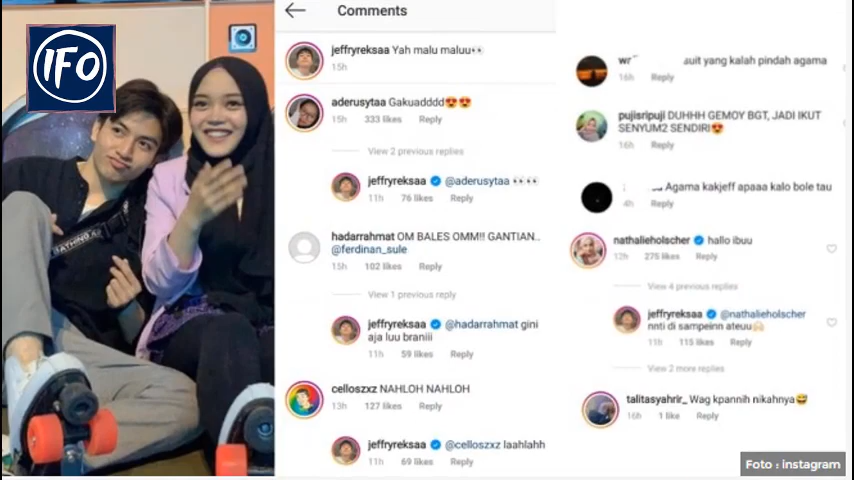 IFO
Comments
jeffryreksaa Yah malu maluu👀
15h
aderusytaa Gakuadddd😍😍
15h 333 likes Reply
View 2 previous replies
jeffryreksaa @aderusytaa 👀👀
11h 76 likes Reply
hadarrahmat OM BALES OMM!! GANTIAN..
@ferdinan_sule
15h 102 likes Reply
View 1 previous reply
jeffryreksaa @hadarrahmat gini
aja luu braniii
11h 59 likes Reply
celloszxz NAHLOH NAHLOH
13h 127 likes Reply
jeffryreksaa @celloszxz laahlahh
11h 69 likes Reply
yang kalah pindah agama
16h Reply
pujisripuji DUHHH GEMOY BGT, JADI IKUT
SENYUM2 SENDIRI😍
16h Reply
Agama kakjeff apaaa kalo bole tau
4h Reply
nathalieholscher hallo ibuu
12h 275 likes Reply
View 4 previous replies
jeffryreksaa @nathalieholscher
nnti di sampeinn ateuu🙌🏻
11h 115 likes Reply
View 2 more replies
talitasyahrir_ Wag kpannih nikahnya😅
16h 1 like Reply
Foto : instagram